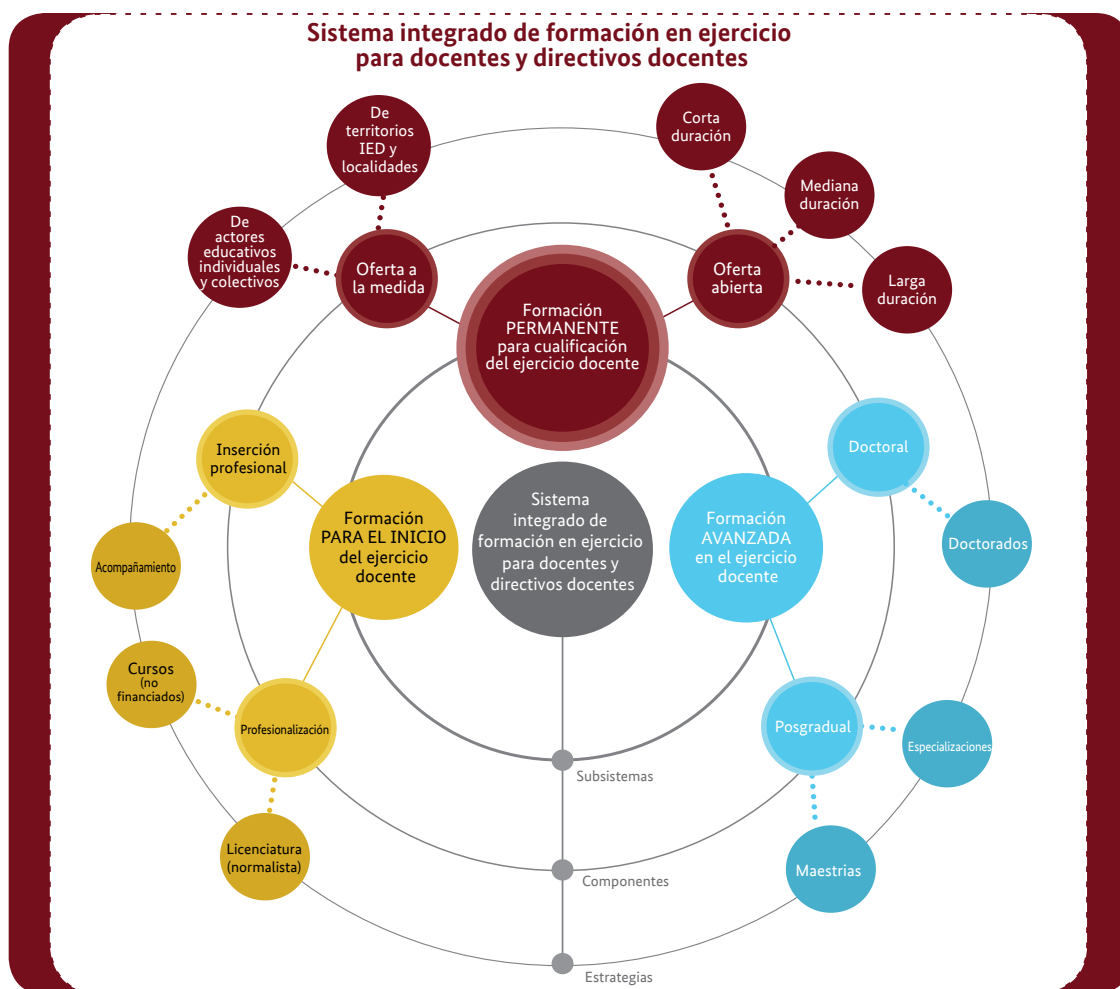 Sistema integrado de formación en ejercicio
para docentes y directivos docentes
De
territorios
IED y
localidades
Corta
duración
Mediana
duración
De
actores
educativos
individuales
y colectivos
Oferta a
la medida
Oferta
abierta
Larga
duración
Formación
PERMANENTE
para cualificación
del ejercicio docente
Inserción
profesional
Doctoral
Formación
PARA EL INICIO
del ejercicio
docente
Sistema
integrado de
formación en ejercicio
para docentes y
directivos docentes
Formación
AVANZADA
en el ejercicio
docente
Doctorados
Acompañamiento
Cursos
(no
financiados)
Profesionalización
Posgradual
Especializaciones
Subsistemas
Licenciatura
(normalista)
Maestrias
Componentes
Estrategias